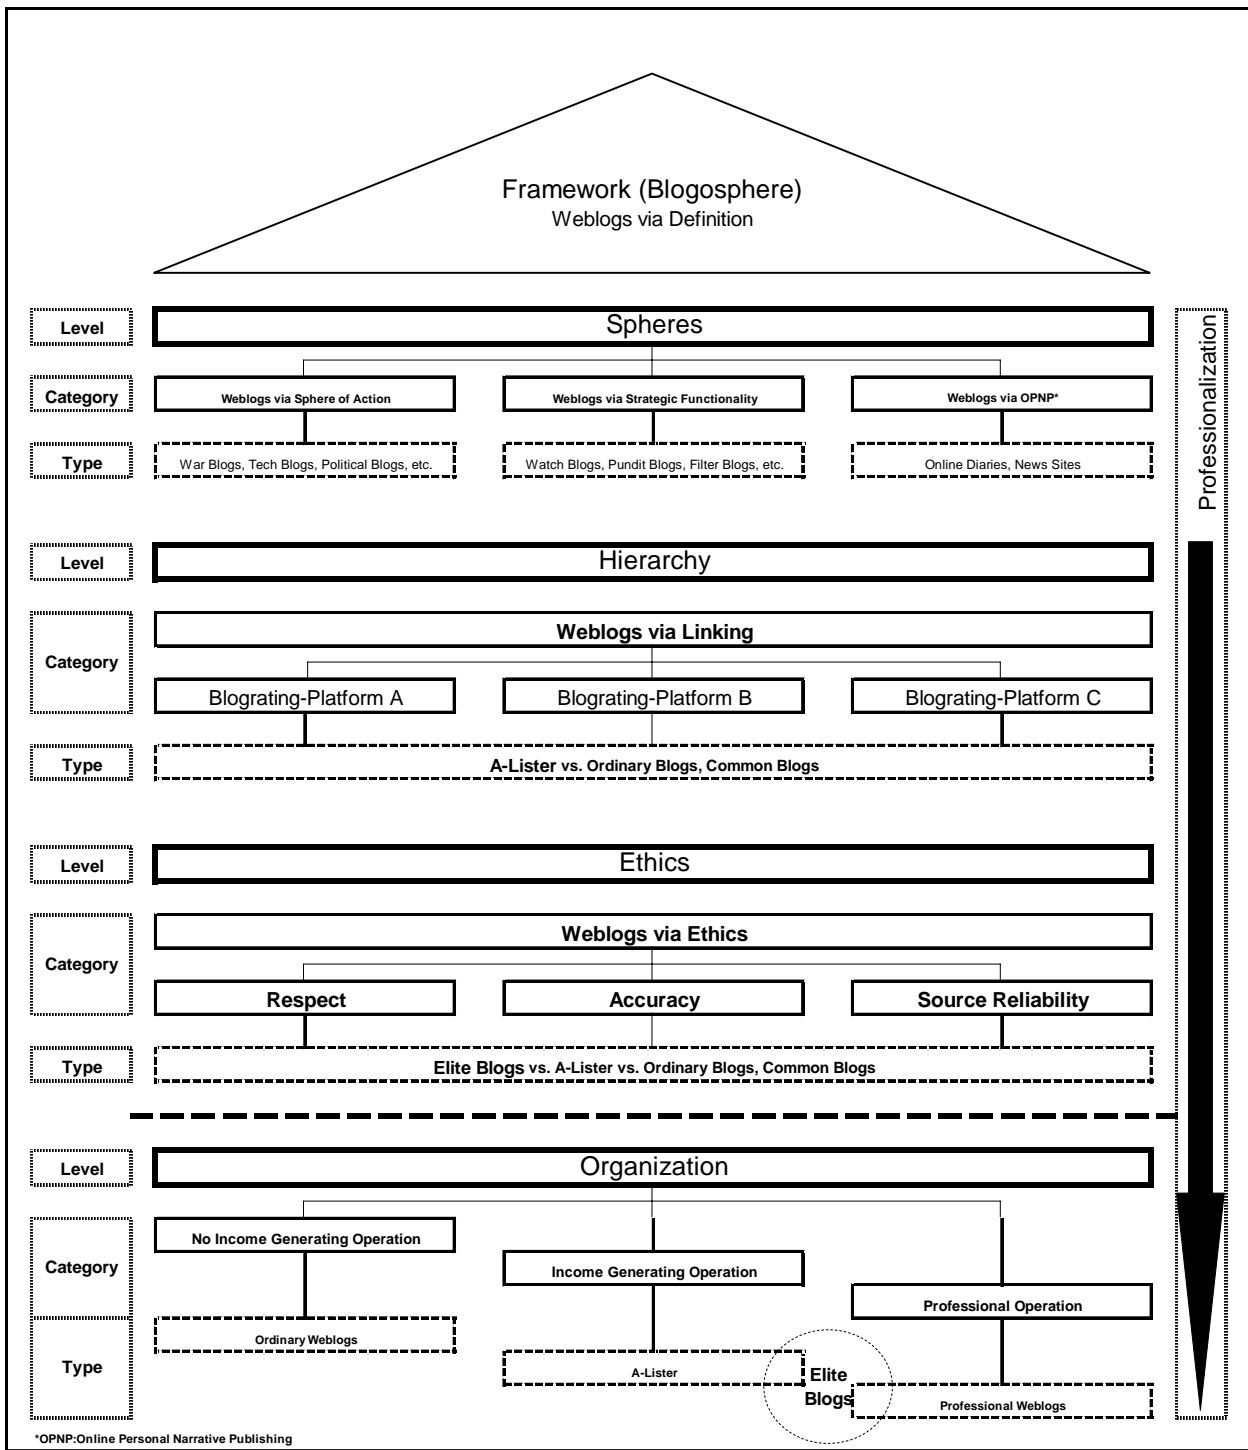 Framework (Blogosphere)
Weblogs via Definition
Professionalization
Level
Spheres
Category
Weblogs via Sphere of Action
Weblogs via Strategic Functionality
Weblogs via OPNP*
Type
War Blogs, Tech Blogs, Political Blogs, etc.
Watch Blogs, Pundit Blogs, Filter Blogs, etc.
Online Diaries, News Sites
Level
Hierarchy
Category
Weblogs via Linking
Blograting-Platform A
Blograting-Platform B
Blograting-Platform C
Type
A-Lister vs. Ordinary Blogs, Common Blogs
Level
Ethics
Category
Weblogs via Ethics
Respect
Accuracy
Source Reliability
Type
Elite Blogs vs. A-Lister vs. Ordinary Blogs, Common Blogs
Level
Organization
Category
No Income Generating Operation
Income Generating Operation
Professional Operation
Type
Ordinary Weblogs
A-Lister
Elite
Blogs
Professional Weblogs
*OPNP:Online Personal Narrative Publishing